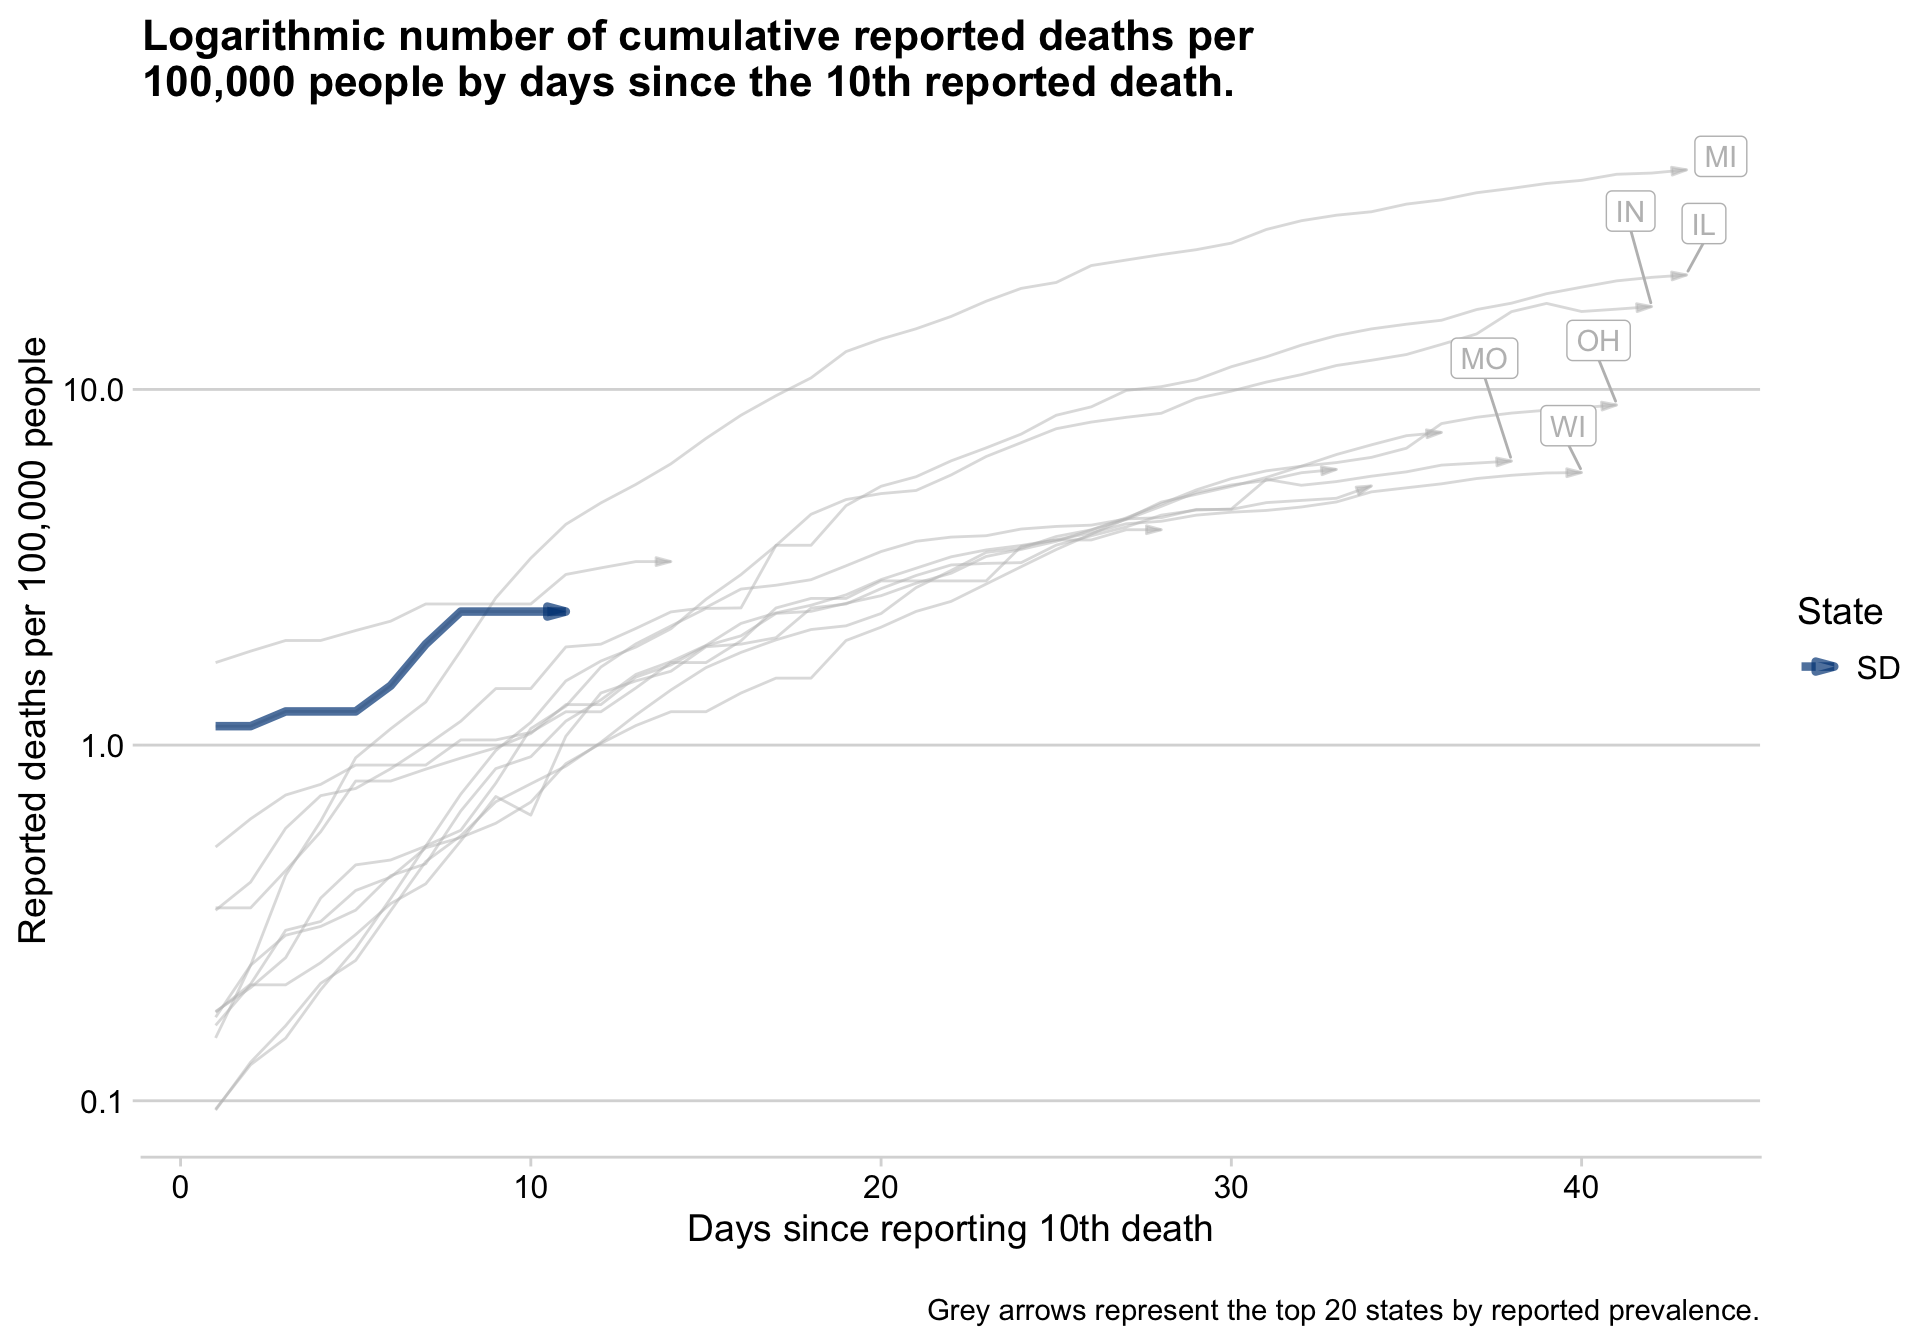 Logarithmic number of cumulative reported deaths per
100,000 people by days since the 10th reported death.
Reported deaths per 100,000 people
10.0
1.0
0.1
MI
IN
IL
OH
MO
WI
State
SD
0
10
20
30
40
Days since reporting 10th death
Grey arrows represent the top 20 states by reported prevalence.